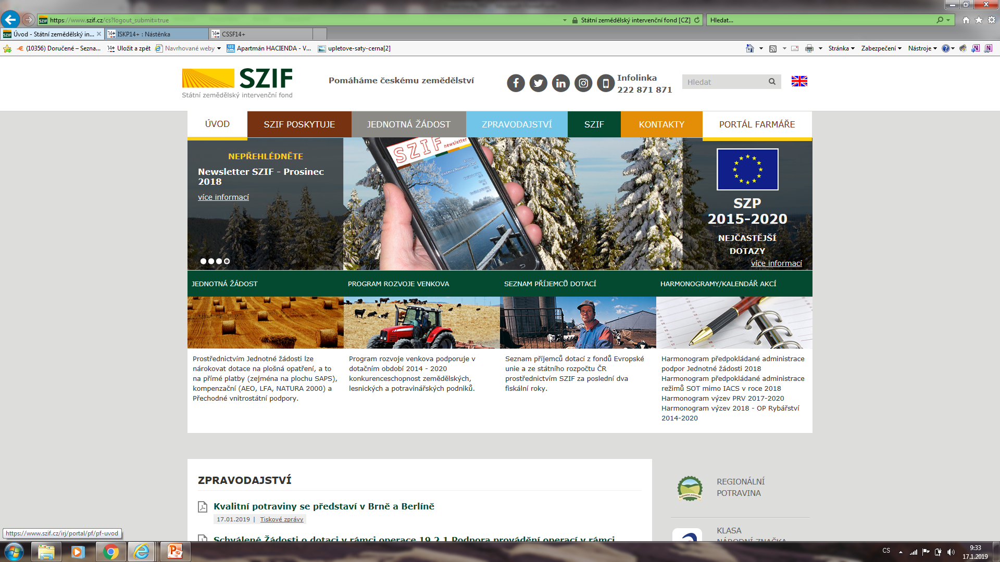 https://www.szif.cz/cs?logout_submit=true
Státní zemědělský intervenční fond [CZ]
Hledat...
Úvod - Státní zemědělský in...
ISKP14+ : Nástěnka
CSSF14+
(10356) Doručené – Sezna...
Uložit a zpět
Navrhované weby
Apartmán HACIENDA - V...
upletove-saty-cerna[2]
Stránka
Zabezpečení
Nástroje
SZIF
Státní zemědělský intervenční fond
Pomáháme českému zemědělství
Infolinka
222 871 871
Hledat
ÚVOD
SZIF POSKYTUJE
JEDNOTNÁ ŽÁDOST
ZPRAVODAJSTVÍ
SZIF
KONTAKTY
PORTÁL FARMÁŘE
NEPŘEHLÉDNĚTE
Newsletter SZIF - Prosinec
2018
více informací
SZIF newsletter
SZP
2015-2020
NEJČASTĚJŠÍ
DOTAZY
více informací
JEDNOTNÁ ŽÁDOST
PROGRAM ROZVOJE VENKOVA
SEZNAM PŘÍJEMCŮ DOTACÍ
HARMONOGRAMY/KALENDÁŘ AKCÍ
Prostřednictvím Jednotné žádosti lze
nárokovat dotace na plošná opatření, a to
na přímé platby (zejména na plochu SAPS),
kompenzační (AEO, LFA, NATURA 2000) a
Přechodné vnitrostátní podpory.
Program rozvoje venkova podporuje v
dotačním období 2014 - 2020
konkurenceschopnost zemědělských,
lesnických a potravinářských podniků.
Seznam příjemců dotací z fondů Evropské
unie a ze státního rozpočtu ČR
prostřednictvím SZIF za poslední dva
fiskální roky.
Harmonogram předpokládané administrace
podpor Jednotné žádosti 2018
Harmonogram předpokládané administrace
režimů SOT mimo IACS v roce 2018
Harmonogram výzev PRV 2017-2020
Harmonogram výzev 2018 - OP Rybářství
2014-2020
ZPRAVODAJSTVÍ
Kvalitní potraviny se představí v Brně a Berlíně
17.01.2019 | Tiskové zprávy
Schválené Žádosti o dotaci v rámci operace 19.2.1 Podpora provádění operací v rámci
REGIONÁLNÍ
POTRAVINA
KLASA
NÁRODNÍ ZNAČKA
https://www.szif.cz/irj/portal/pf/pf-uvod
CS
9:33
17.1.2019